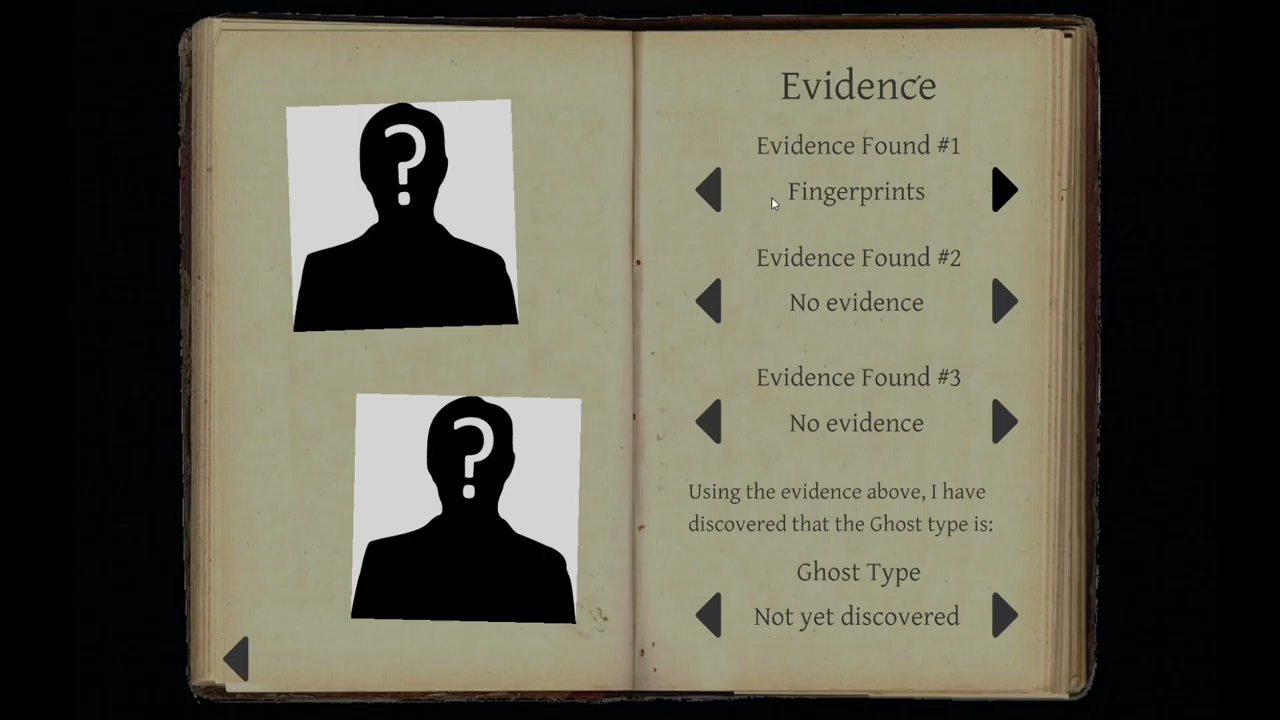 ?
?
Evidence
Evidence Found #1
Fingerprints
Evidence Found #2
No evidence
Evidence Found #3
No evidence
Using the evidence above, I have
discovered that the Ghost type is:
Ghost Type
Not yet discovered